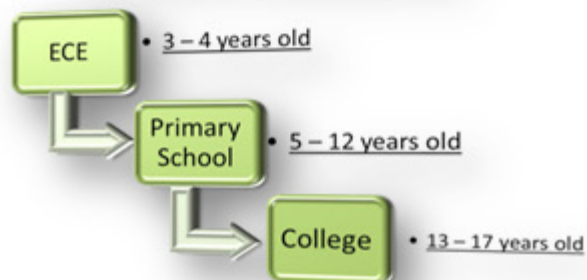 ECE
• 3 – 4 years old
Primary
School
• 5 – 12 years old
College
• 13 – 17 years old